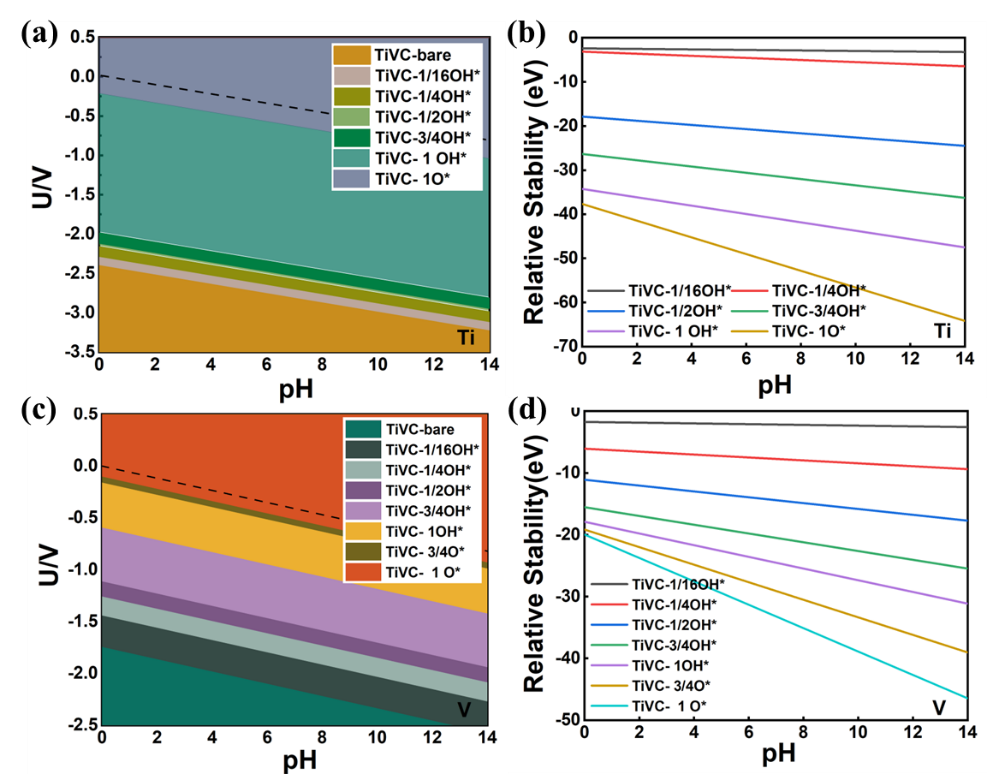 (a)
0.5
0.0
-0.5
-1.0
-1.5
-2.0
-2.5
-3.0
-3.5
U/V
TiVC-bare
TiVC-1/16OH*
TiVC-1/4OH*
TiVC-1/2OH*
TiVC-3/4OH*
TiVC- 1 OH*
TiVC- 1O*
Ti
0 2 4 6 8 10 12 14
pH
(b)
0
-10
-20
-30
-40
-50
-60
-70
Relative Stability (eV)
TiVC-1/16OH* TiVC-1/4OH*
TiVC-1/2OH* TiVC-3/4OH*
TiVC- 1 OH* TiVC- 1O*
Ti
0 2 4 6 8 10 12 14
pH
(c)
0.5
0.0
-0.5
-1.0
-1.5
-2.0
-2.5
U/V
TiVC-bare
TiVC-1/16OH*
TiVC-1/4OH*
TiVC-1/2OH*
TiVC-3/4OH*
TiVC- 1OH*
TiVC- 3/4O*
TiVC- 1 O*
V
0 2 4 6 8 10 12 14
pH
(d)
0
-10
-20
-30
-40
-50
Relative Stability(eV)
TiVC-1/16OH*
TiVC-1/4OH*
TiVC-1/2OH*
TiVC-3/4OH*
TiVC- 1OH*
TiVC- 3/4O*
TiVC- 1 O*
V
0 2 4 6 8 10 12 14
pH